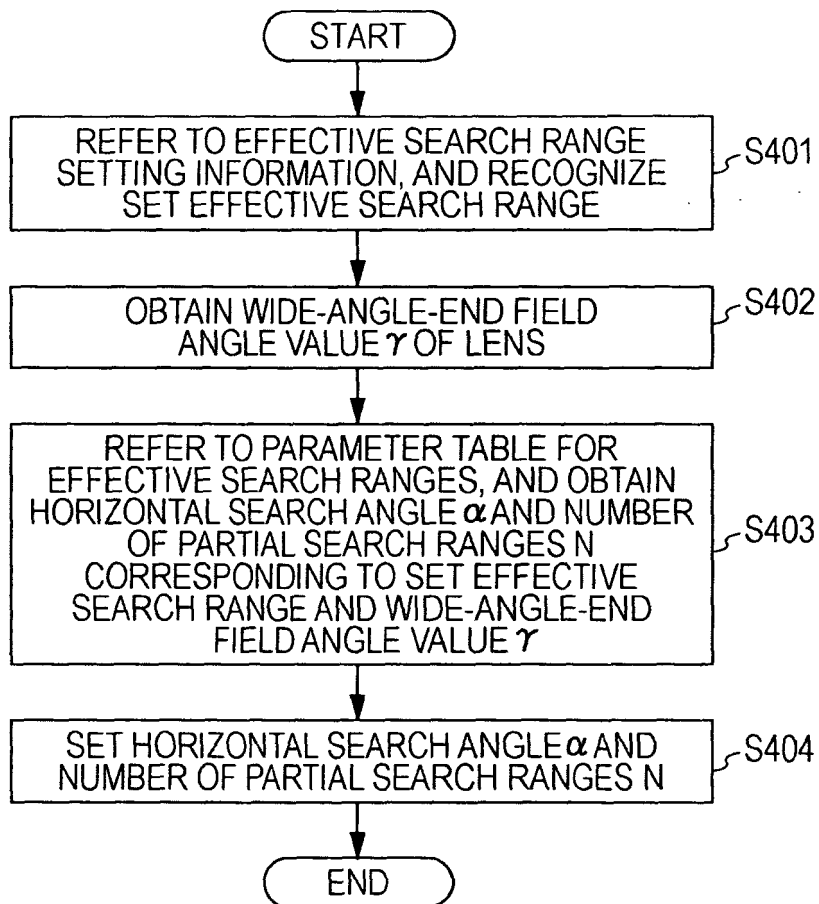 START
REFER TO EFFECTIVE SEARCH RANGE
SETTING INFORMATION, AND RECOGNIZE
SET EFFECTIVE SEARCH RANGE
S401
OBTAIN WIDE-ANGLE-END FIELD
ANGLE VALUE γ OF LENS
S402
REFER TO PARAMETER TABLE FOR
EFFECTIVE SEARCH RANGES, AND OBTAIN
HORIZONTAL SEARCH ANGLE α AND NUMBER
OF PARTIAL SEARCH RANGES N
CORRESPONDING TO SET EFFECTIVE
SEARCH RANGE AND WIDE-ANGLE-END
FIELD ANGLE VALUE γ
S403
SET HORIZONTAL SEARCH ANGLE α AND
NUMBER OF PARTIAL SEARCH RANGES N
S404
END